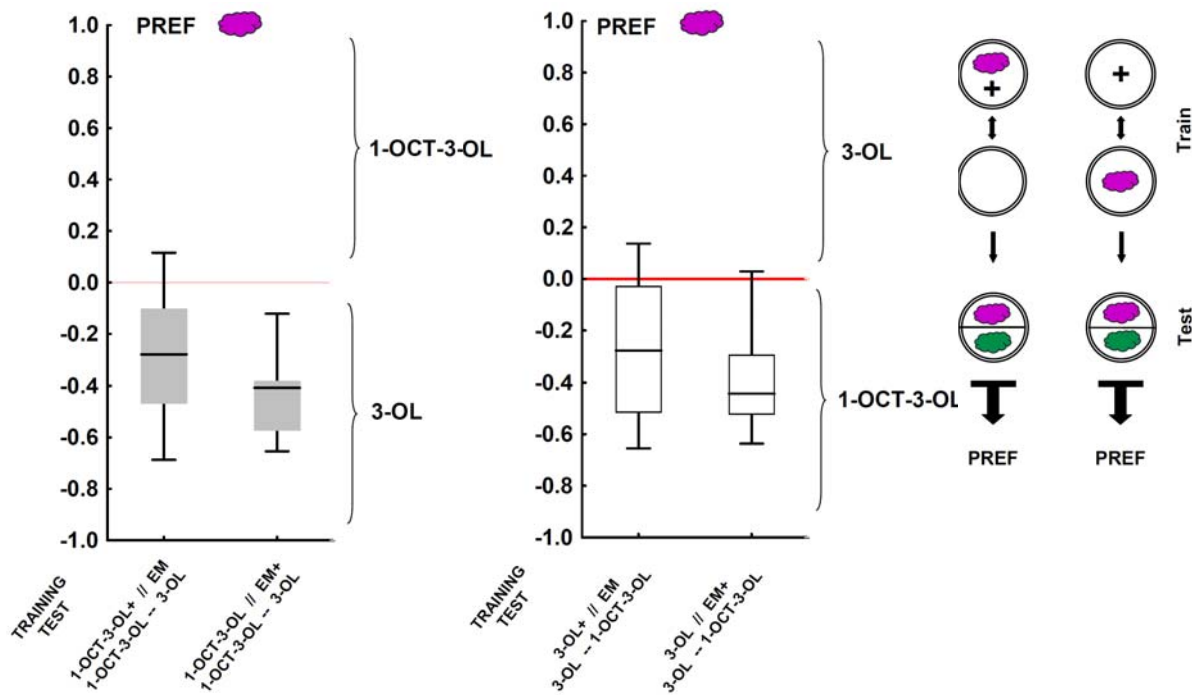 PREF
1.0
0.8
0.6
0.4
0.2
0.0
-0.2
-0.4
-0.6
-0.8
-1.0
1-OCT-3-OL
3-OL
TRAINING
TEST
1-OCT-3-OL+ // EM
1-OCT-3-OL -- 3-OL
1-OCT-3-OL // EM+
1-OCT-3-OL -- 3-OL
PREF
1.0
0.8
0.6
0.4
0.2
0.0
-0.2
-0.4
-0.6
-0.8
-1.0
3-OL
1-OCT-3-OL
TRAINING
TEST
3-OL+ // EM
3-OL -- 1-OCT-3-OL
3-OL // EM+
3-OL -- 1-OCT-3-OL
+ +
Train
Test
PREF PREF